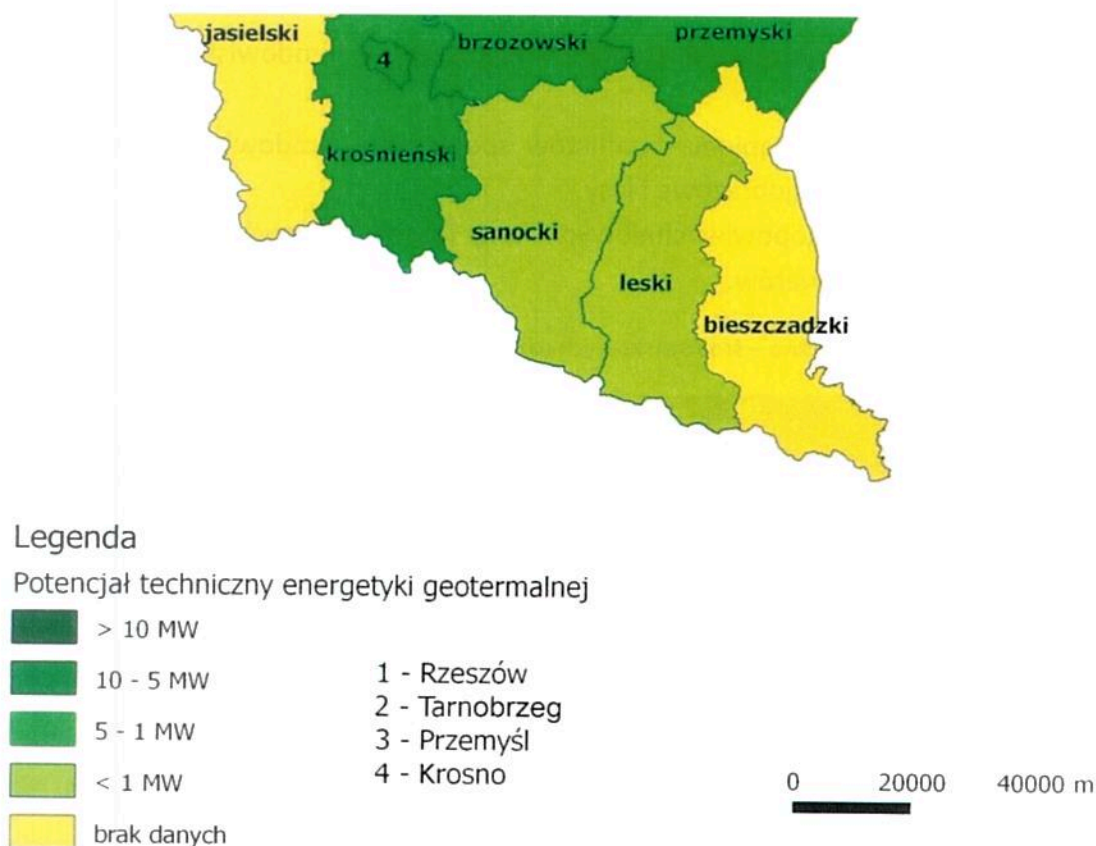 jasielski
brzozowski
przemyski
4
krośnieński
sanocki
leski
bieszczadzki
Legenda
Potencjał techniczny energetyki geotermalnej
> 10 MW
10 - 5 MW
5 - 1 MW
< 1 MW
brak danych
1 - Rzeszów
2 - Tarnobrzeg
3 - Przemyśl
4 - Krosno
0 20000 40000 m